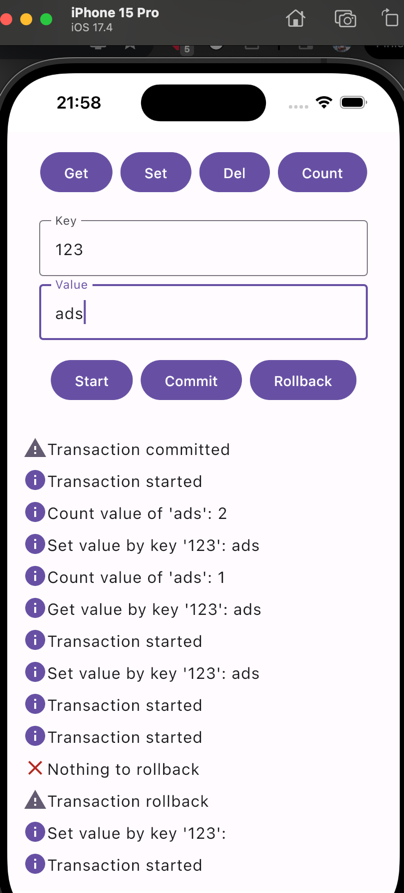 iPhone 15 Pro
iOS 17.4
5
21:58
Get Set Del Count
Key
123
Value
ads
Start Commit Rollback
Transaction committed
Transaction started
Count value of 'ads': 2
Set value by key '123': ads
Count value of 'ads': 1
Get value by key '123': ads
Transaction started
Set value by key '123': ads
Transaction started
Transaction started
Nothing to rollback
Transaction rollback
Set value by key '123':
Transaction started